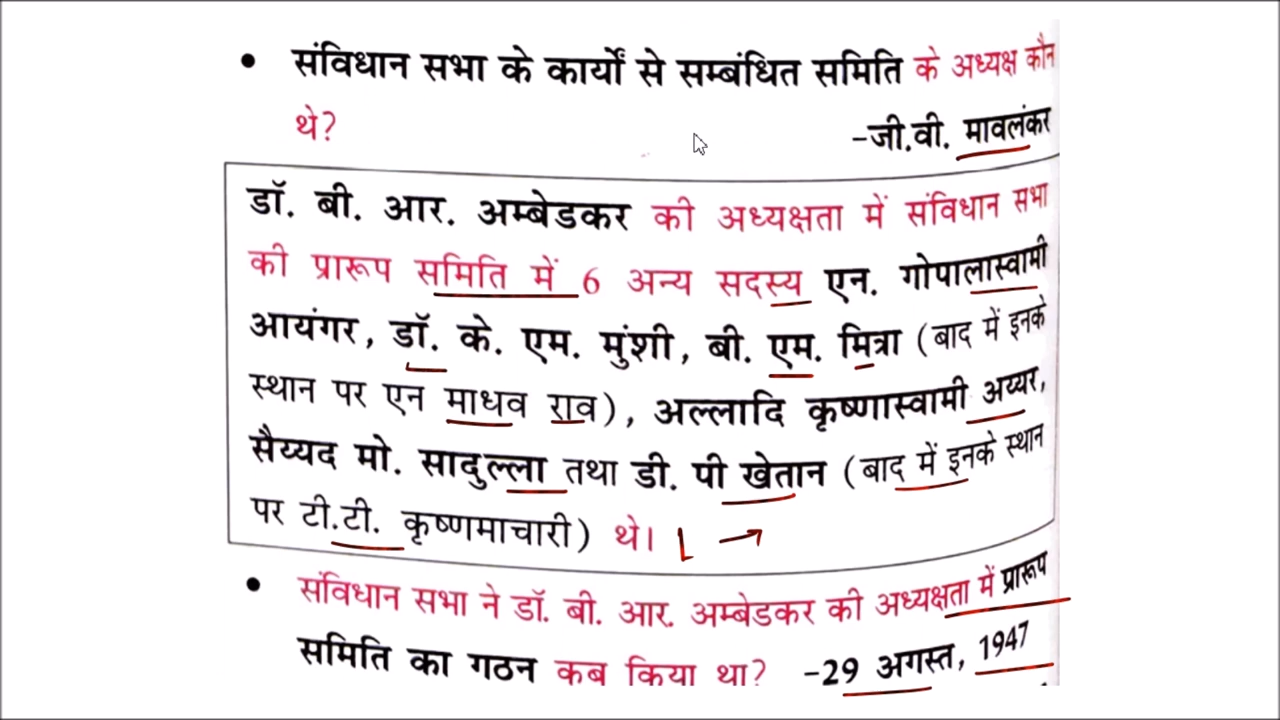 • संविधान सभा के कार्यों से सम्बंधित समिति के अध्यक्ष कौन
थे? -जी.वी. मावलंकर
डॉ. बी. आर. अम्बेडकर की अध्यक्षता में संविधान सभा
की प्रारूप समिति में 6 अन्य सदस्य एन. गोपालास्वामी
आयंगर, डॉ. के. एम. मुंशी, बी. एम. मित्रा (बाद में इनके
स्थान पर एन माधव राव), अल्लादि कृष्णास्वामी अय्यर,
सैय्यद मो. सादुल्ला तथा डी. पी खेतान (बाद में इनके स्थान
पर टी.टी. कृष्णमाचारी) थे।
• संविधान सभा ने डॉ. बी. आर. अम्बेडकर की अध्यक्षता में प्रारूप
समिति का गठन कब किया था? -29 अगस्त, 1947